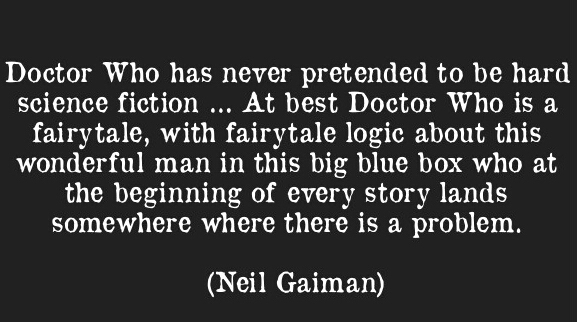 Doctor Who has never pretended to be hard
science fiction ... At best Doctor Who is a
fairytale, with fairytale logic about this
wonderful man in this big blue box who at
the beginning of every story lands
somewhere where there is a problem.
(Neil Gaiman)